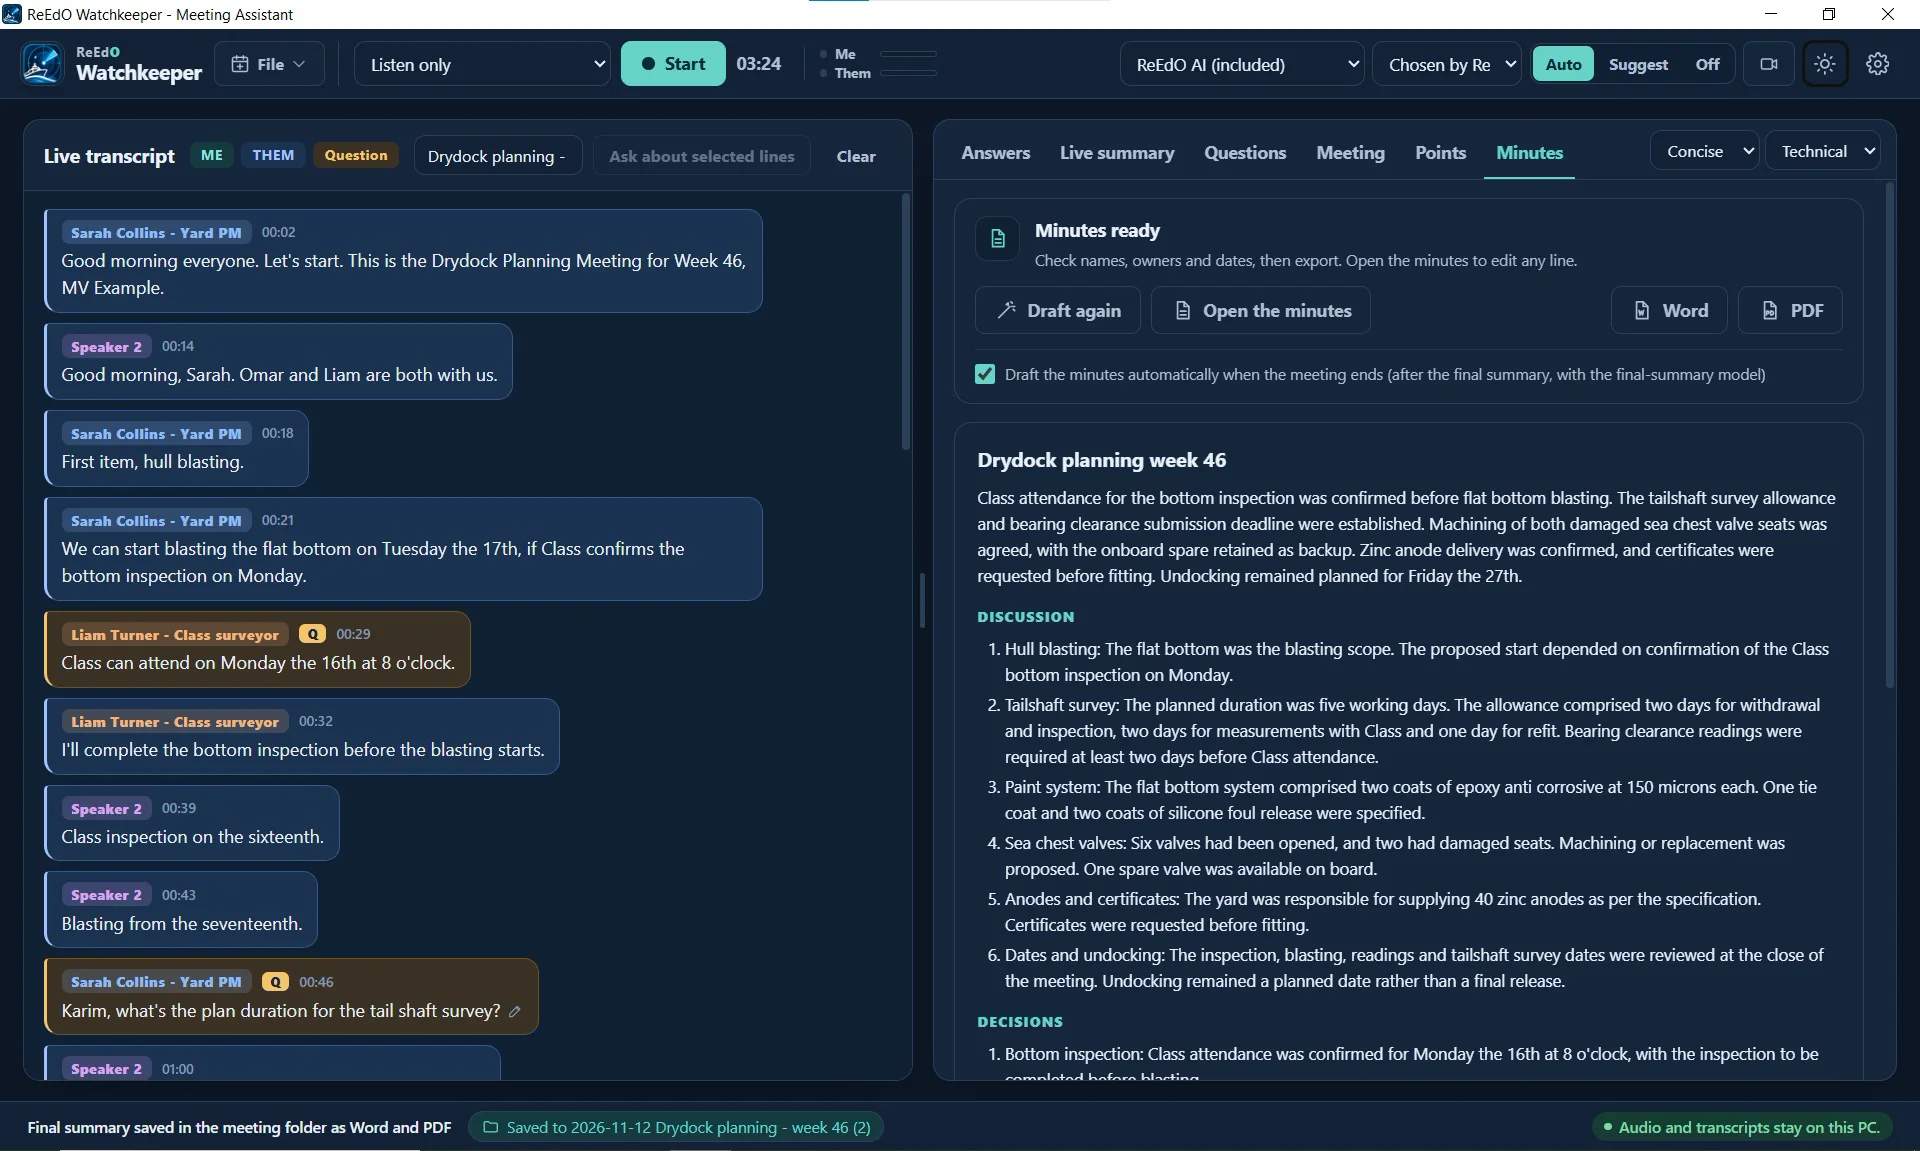 ReEdO Watchkeeper - Meeting Assistant
ReEdO
Watchkeeper
File
Listen only
Start
03:24
Me
Them
ReEdO AI (included)
Chosen by Re
Auto
Suggest
Off
Live transcript
ME
THEM
Question
Drydock planning -
Ask about selected lines
Clear
Sarah Collins - Yard PM 00:02
Good morning everyone. Let's start. This is the Drydock Planning Meeting for Week 46,
MV Example.
Speaker 2 00:14
Good morning, Sarah. Omar and Liam are both with us.
Sarah Collins - Yard PM 00:18
First item, hull blasting.
Sarah Collins - Yard PM 00:21
We can start blasting the flat bottom on Tuesday the 17th, if Class confirms the
bottom inspection on Monday.
Liam Turner - Class surveyor Q 00:29
Class can attend on Monday the 16th at 8 o'clock.
Liam Turner - Class surveyor 00:32
I'll complete the bottom inspection before the blasting starts.
Speaker 2 00:39
Class inspection on the sixteenth.
Speaker 2 00:43
Blasting from the seventeenth.
Sarah Collins - Yard PM Q 00:46
Karim, what's the plan duration for the tail shaft survey?
Speaker 2 01:00
Answers
Live summary
Questions
Meeting
Points
Minutes
Concise
Technical
Minutes ready
Check names, owners and dates, then export. Open the minutes to edit any line.
Draft again
Open the minutes
Word
PDF
Draft the minutes automatically when the meeting ends (after the final summary, with the final-summary model)
Drydock planning week 46
Class attendance for the bottom inspection was confirmed before flat bottom blasting. The tailshaft survey allowance
and bearing clearance submission deadline were established. Machining of both damaged sea chest valve seats was
agreed, with the onboard spare retained as backup. Zinc anode delivery was confirmed, and certificates were
requested before fitting. Undocking remained planned for Friday the 27th.
DISCUSSION
1. Hull blasting: The flat bottom was the blasting scope. The proposed start depended on confirmation of the Class
bottom inspection on Monday.
2. Tailshaft survey: The planned duration was five working days. The allowance comprised two days for withdrawal
and inspection, two days for measurements with Class and one day for refit. Bearing clearance readings were
required at least two days before Class attendance.
3. Paint system: The flat bottom system comprised two coats of epoxy anti corrosive at 150 microns each. One tie
coat and two coats of silicone foul release were specified.
4. Sea chest valves: Six valves had been opened, and two had damaged seats. Machining or replacement was
proposed. One spare valve was available on board.
5. Anodes and certificates: The yard was responsible for supplying 40 zinc anodes as per the specification.
Certificates were requested before fitting.
6. Dates and undocking: The inspection, blasting, readings and tailshaft survey dates were reviewed at the close of
the meeting. Undocking remained a planned date rather than a final release.
DECISIONS
1. Bottom inspection: Class attendance was confirmed for Monday the 16th at 8 o'clock, with the inspection to be
completed before blasting.
Final summary saved in the meeting folder as Word and PDF
Saved to 2026-11-12 Drydock planning - week 46 (2)
Audio and transcripts stay on this PC.